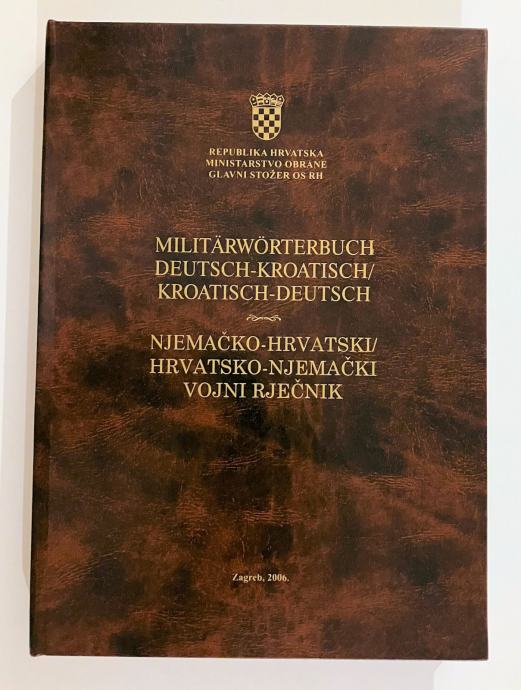 REPUBLIKA HRVATSKA
MINISTARSTVO OBRANE
GLAVNI STOŽER OS RH
MILITÄRWÖRTERBUCH
DEUTSCH-KROATISCH/
KROATISCH-DEUTSCH
NJEMAČKO-HRVATSKI/
HRVATSKO-NJEMAČKI
VOJNI RJEČNIK
Zagreb, 2006.